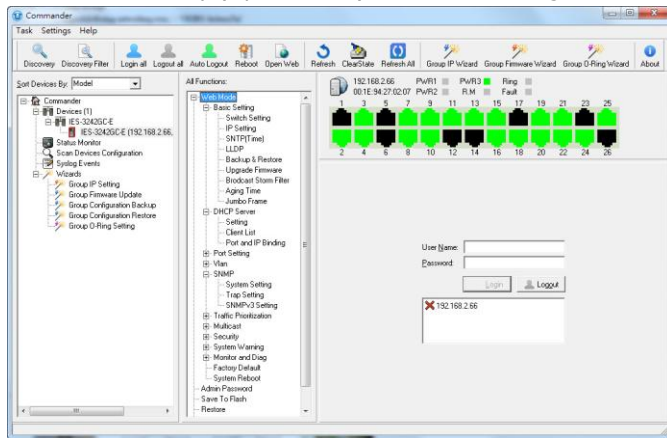 Commander
Task Settings Help
Discovery Discovery Filter Login all Logout all Auto Logout Reboot Open Web Refresh ClearState Refresh All Group IP Wizard Group Firmware Wizard Group O-Ring Wizard About
Sort Devices By: Model
Commander
Devices (1)
IES-3242GC-E
IES-3242GC-E (192.168.2.66,
Status Monitor
Scan Devices Configuration
Syslog Events
Wizards
Group IP Setting
Group Firmware Update
Group Configuration Backup
Group Configuration Restore
Group O-Ring Setting
All Functions:
Web Mode
Basic Setting
Switch Setting
IP Setting
SNTP(Time)
LLDP
Backup & Restore
Upgrade Firmware
Brodcast Storm Filter
Aging Time
Jumbo Frame
DHCP Server
Setting
Client List
Port and IP Binding
Port Setting
Vlan
SNMP
System Setting
Trap Setting
SNMPv3 Setting
Traffic Prioritization
Multicast
Security
System Warning
Monitor and Diag
Factory Default
System Reboot
Admin Password
Save To Flash
Restore
192.168.2.66 PWR1 PWR3 Ring
00:1E:94:27:02:07 PWR2 R.M Fault
1 3 5 7 9 11 13 15 17 19 21 23 25
2 4 6 8 10 12 14 16 18 20 22 24 26
User Name:
Password:
Login Logout
192.168.2.66